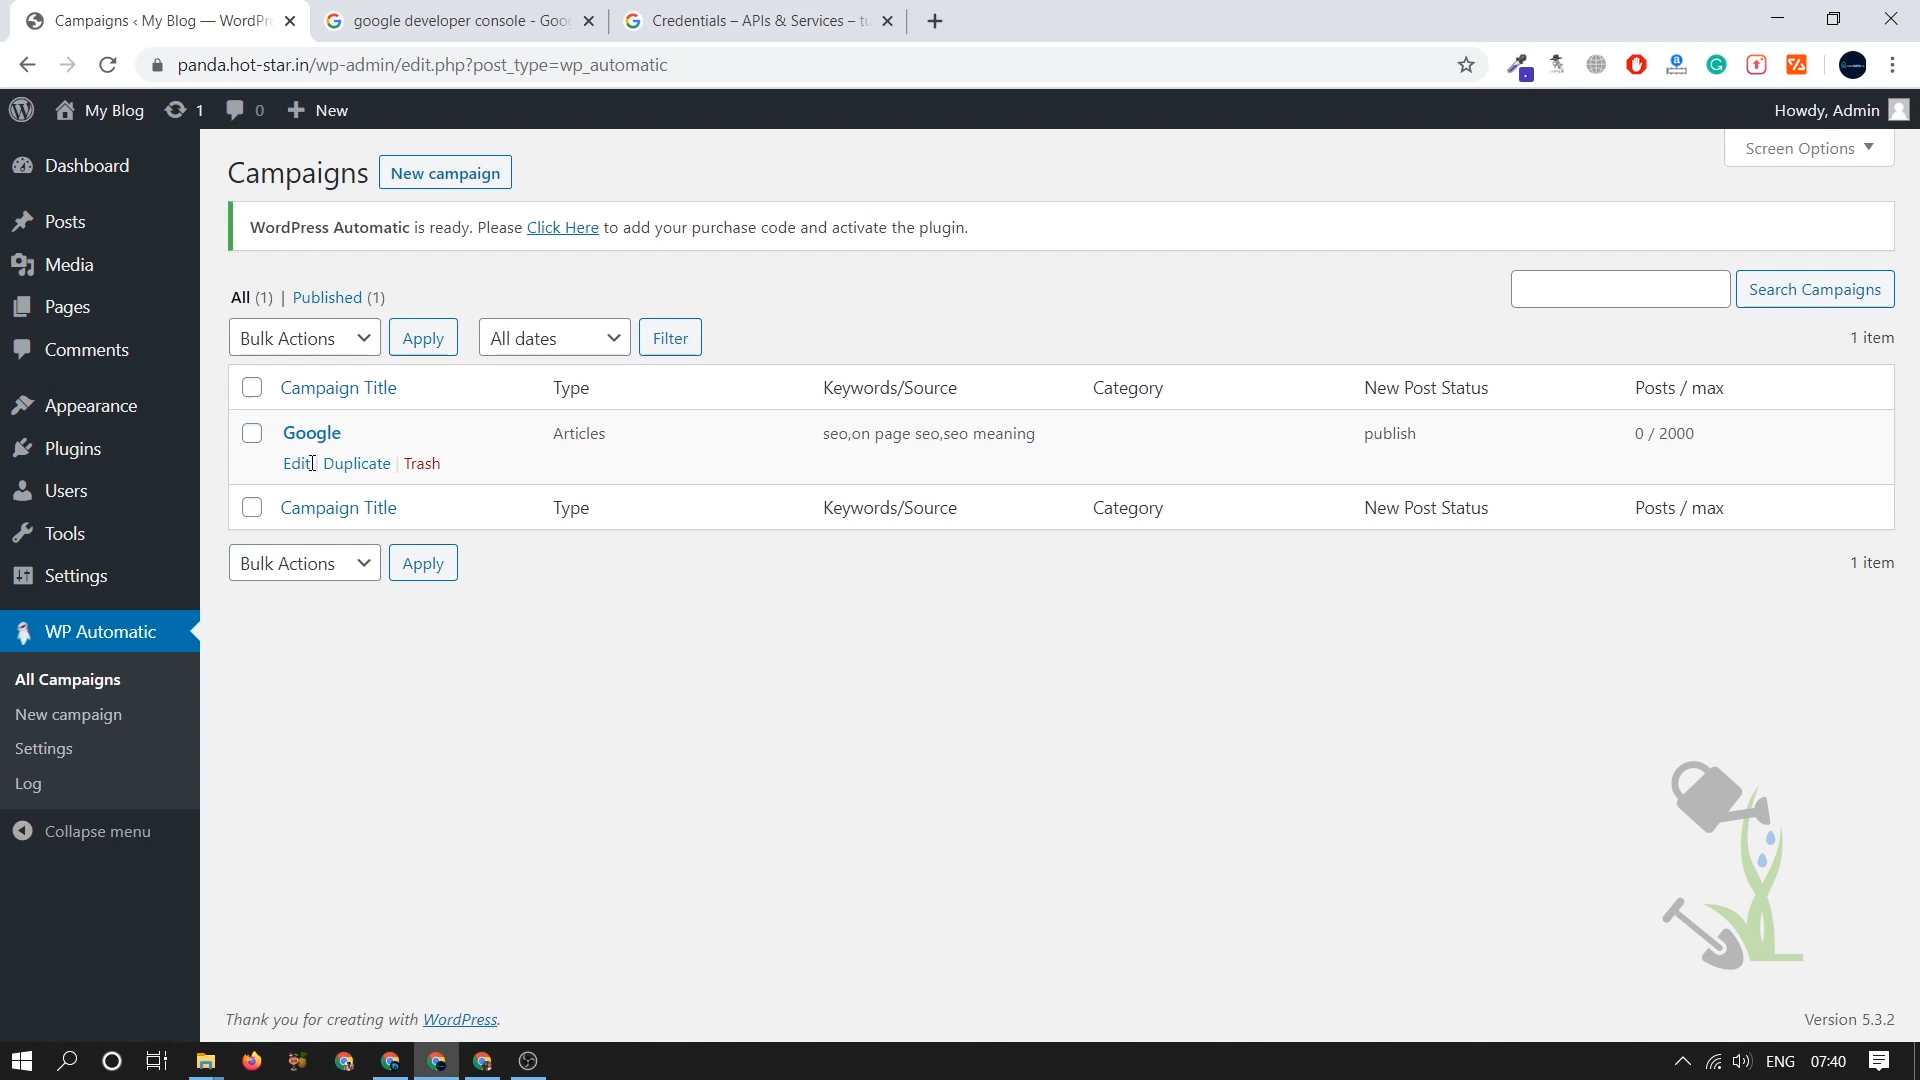 Campaigns ‹ My Blog — WordPr
google developer console - Goo
Credentials – APIs & Services – tu
panda.hot-star.in/wp-admin/edit.php?post_type=wp_automatic
My Blog
1
0
New
Howdy, Admin
Dashboard
Posts
Media
Pages
Comments
Appearance
Plugins
Users
Tools
Settings
WP Automatic
All Campaigns
New campaign
Settings
Log
Collapse menu
Screen Options
Campaigns
New campaign
WordPress Automatic is ready. Please Click Here to add your purchase code and activate the plugin.
All (1) | Published (1)
Search Campaigns
Bulk Actions
Apply
All dates
Filter
1 item
Campaign Title Type Keywords/Source Category New Post Status Posts / max
Google Articles seo,on page seo,seo meaning publish 0 / 2000
Edit | Duplicate | Trash
Campaign Title Type Keywords/Source Category New Post Status Posts / max
Bulk Actions
Apply
1 item
Thank you for creating with WordPress.
Version 5.3.2
ENG
07:40